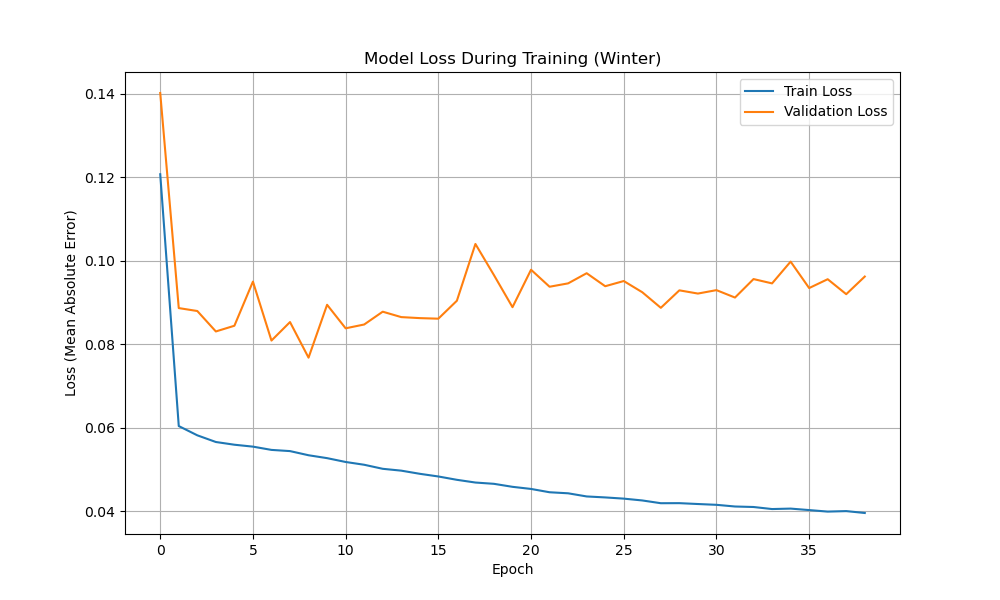 Model Loss During Training (Winter)
Train Loss
Validation Loss
Loss (Mean Absolute Error)
0.14
0.12
0.10
0.08
0.06
0.04
0 5 10 15 20 25 30 35
Epoch